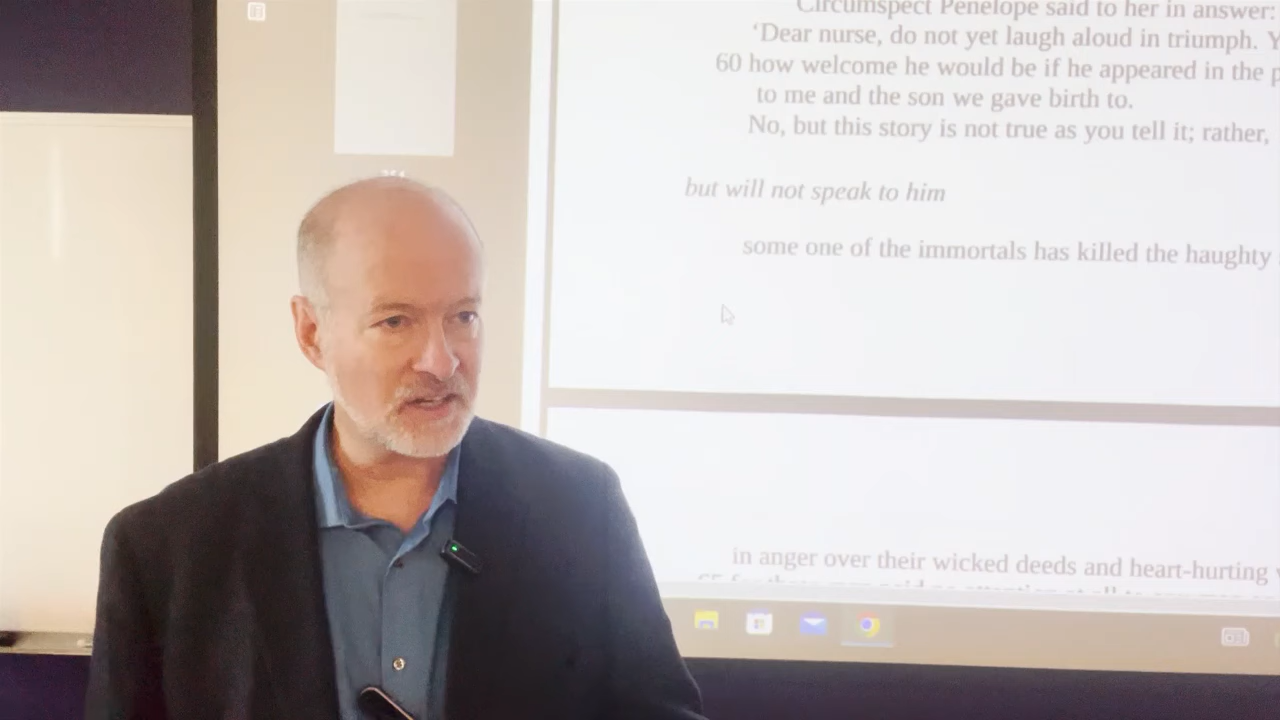 Circumspect Penelope said to her in answer:
‘Dear nurse, do not yet laugh aloud in triumph.
60 how welcome he would be if he appeared in the
to me and the son we gave birth to.
No, but this story is not true as you tell it; rather,
but will not speak to him
some one of the immortals has killed the haughty
in anger over their wicked deeds and heart-hurting